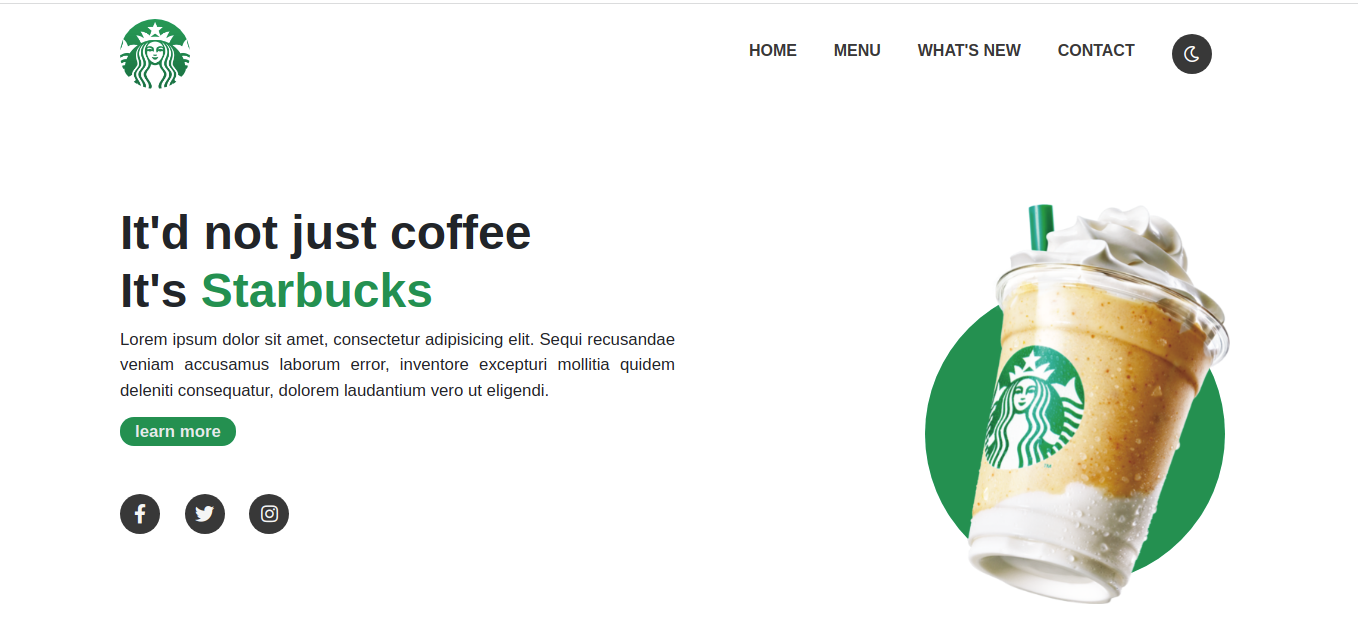 HOME MENU WHAT'S NEW CONTACT
It'd not just coffee
It's Starbucks
Lorem ipsum dolor sit amet, consectetur adipisicing elit. Sequi recusandae
veniam accusamus laborum error, inventore excepturi mollitia quidem
deleniti consequatur, dolorem laudantium vero ut eligendi.
learn more
TM